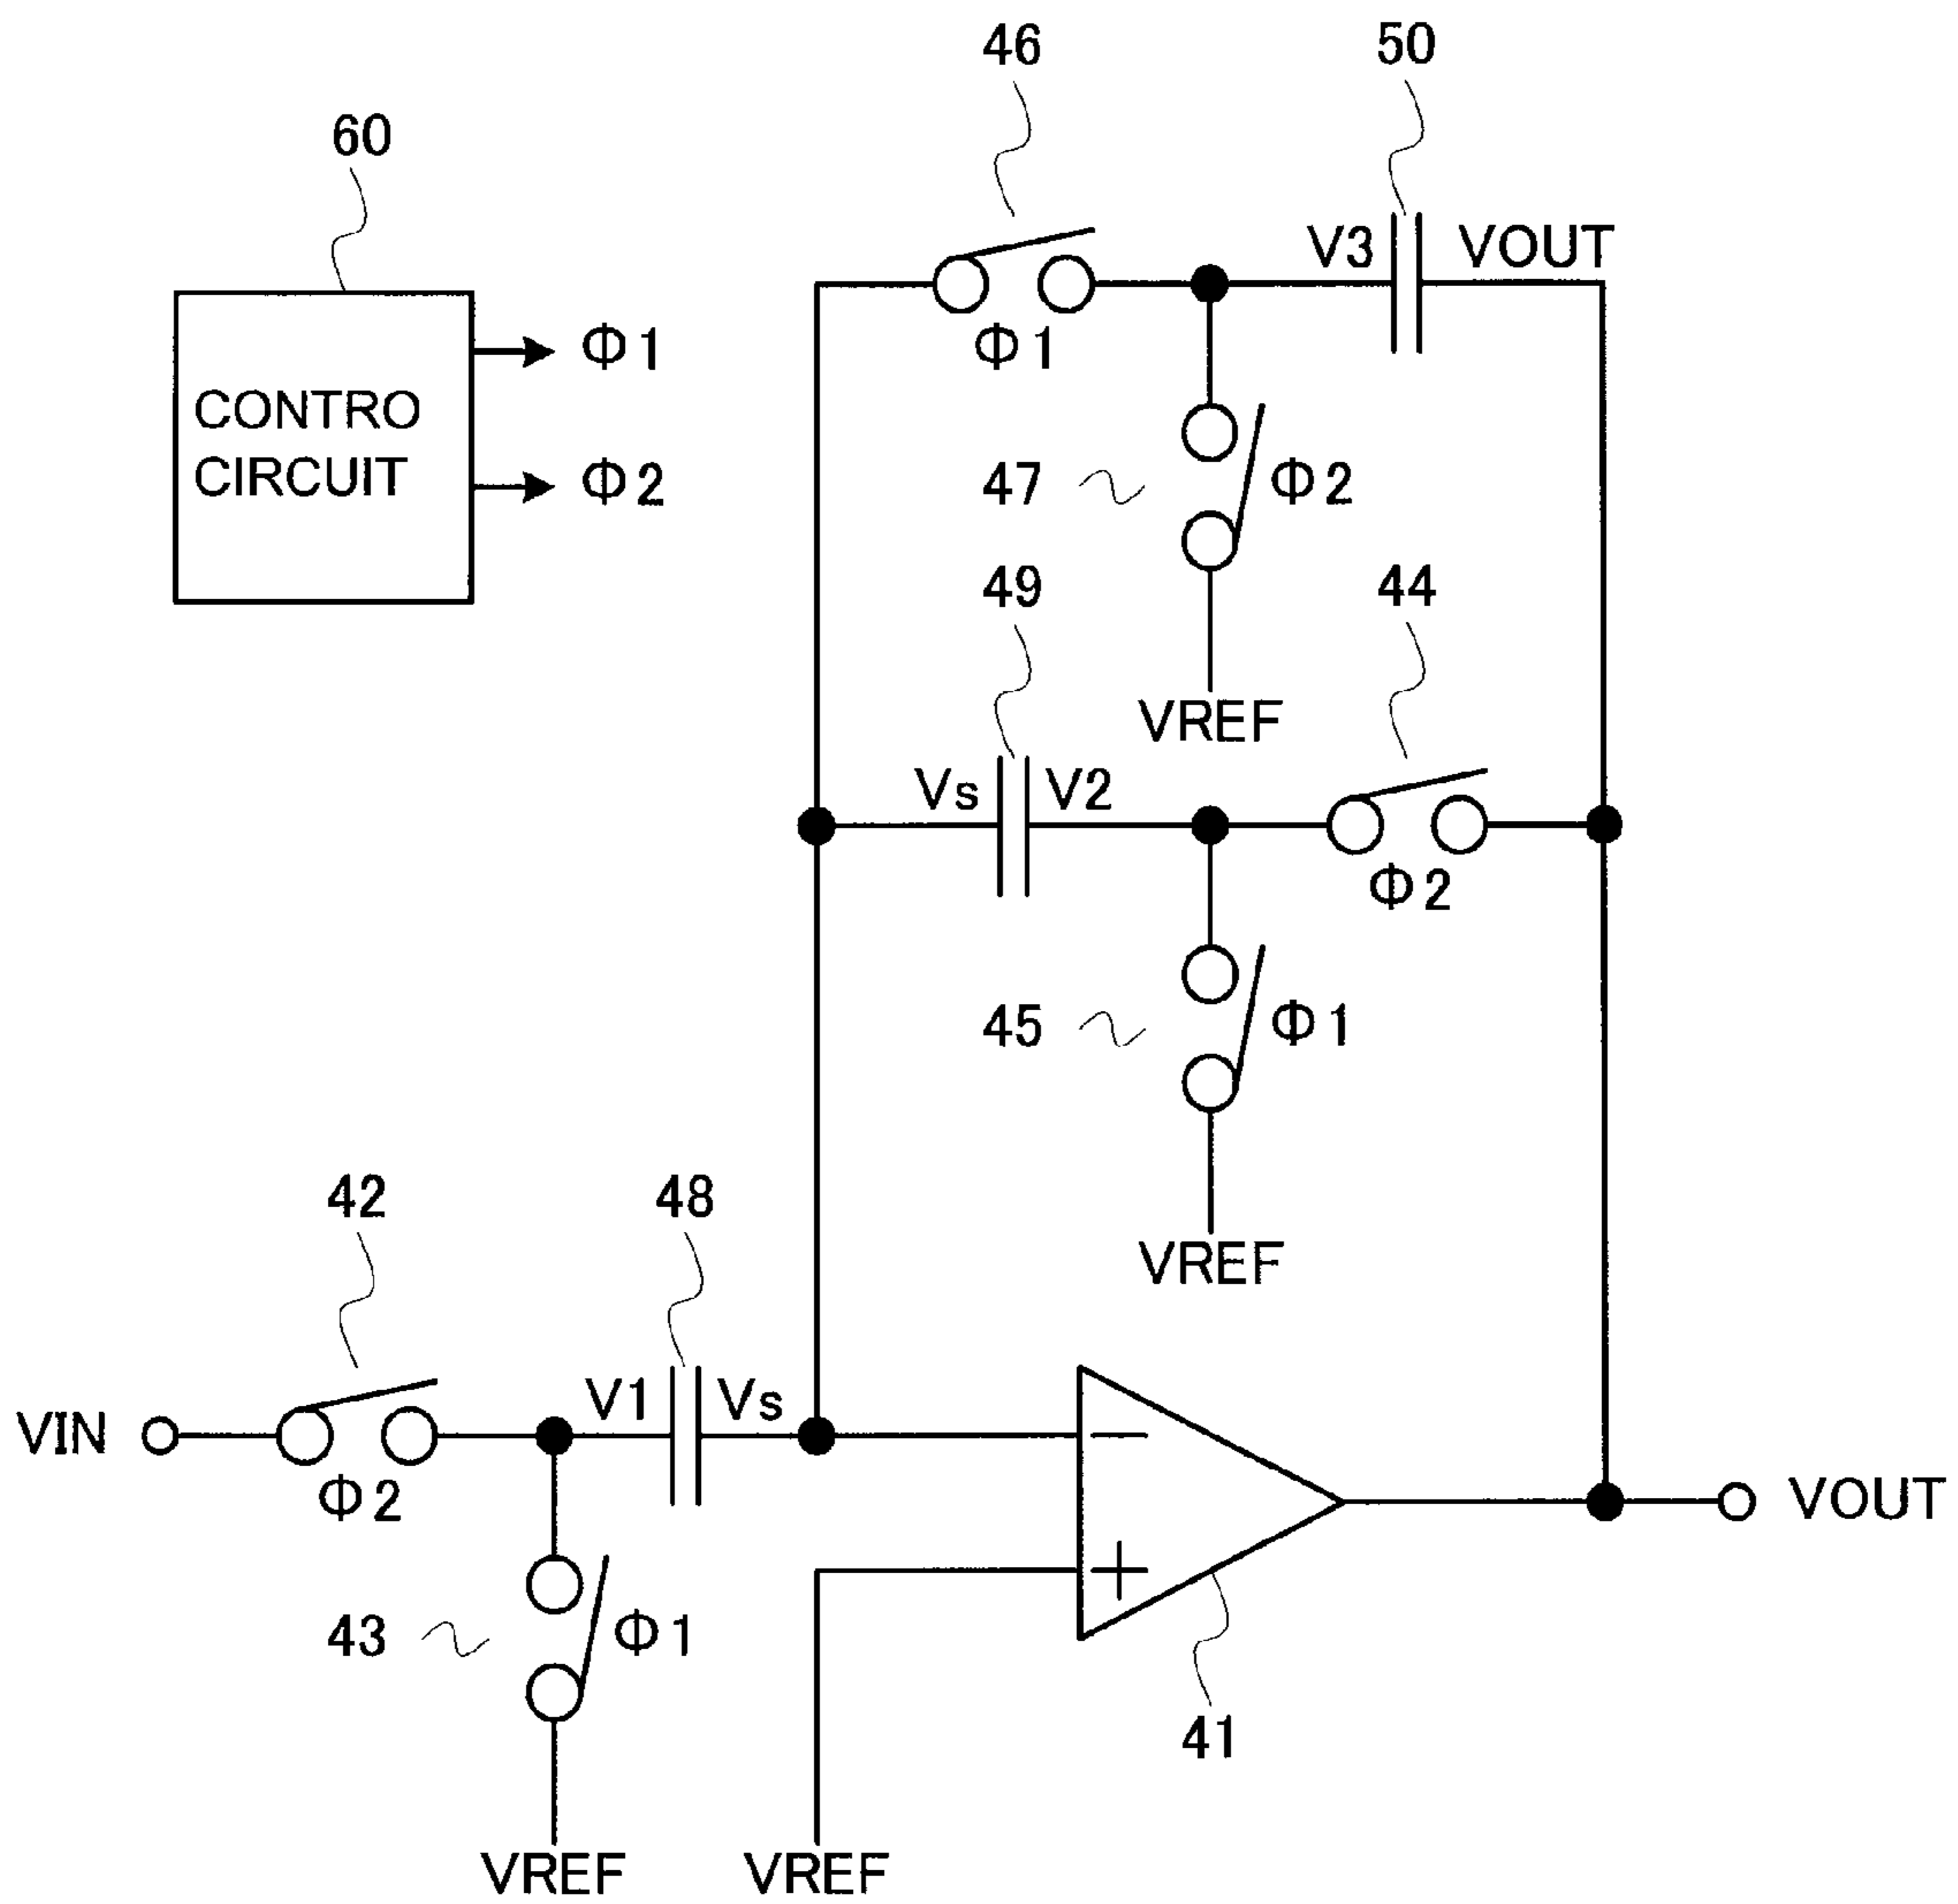 46
50
60
V3
VOUT
Φ1
Φ1
CONTRO
CIRCUIT
Φ2
47
Φ2
49
44
VREF
Vs
V2
Φ2
45
Φ1
42
48
VREF
V1
Vs
VIN
Φ2
VOUT
43
Φ1
41
VREF
VREF